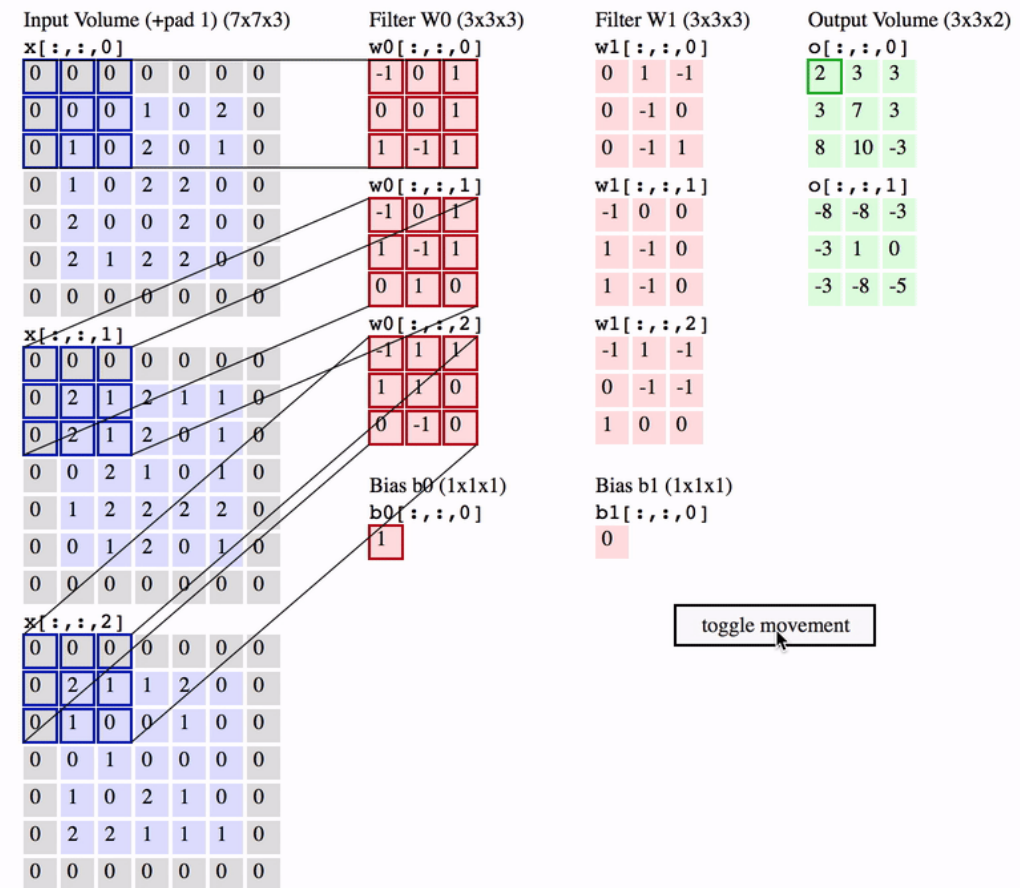 Input Volume (+pad 1) (7x7x3)
x[:,:,0]
0 0 0 0 0 0 0
0 0 0 1 0 2 0
0 1 0 2 0 1 0
0 1 0 2 2 0 0
0 2 0 0 2 0 0
0 2 1 2 2 0 0
0 0 0 0 0 0 0
x[:,:,1]
0 0 0 0 0 0 0
0 2 1 2 1 1 0
0 2 1 2 0 1 0
0 0 2 1 0 1 0
0 1 2 2 2 2 0
0 0 1 2 0 1 0
0 0 0 0 0 0 0
x[:,:,2]
0 0 0 0 0 0 0
0 2 1 1 2 0 0
0 1 0 0 1 0 0
0 0 1 0 0 0 0
0 1 0 2 1 0 0
0 2 2 1 1 1 0
0 0 0 0 0 0 0
Filter W0 (3x3x3)
w0[:,:,0]
-1 0 1
0 0 1
1 -1 1
w0[:,:,1]
-1 0 1
1 -1 1
0 1 0
w0[:,:,2]
-1 1 1
1 1 0
0 -1 0
Bias b0 (1x1x1)
b0[:,:,0]
1
Filter W1 (3x3x3)
w1[:,:,0]
0 1 -1
0 -1 0
0 -1 1
w1[:,:,1]
-1 0 0
1 -1 0
1 -1 0
w1[:,:,2]
-1 1 -1
0 -1 -1
1 0 0
Bias b1 (1x1x1)
b1[:,:,0]
0
Output Volume (3x3x2)
o[:,:,0]
2 3 3
3 7 3
8 10 -3
o[:,:,1]
-8 -8 -3
-3 1 0
-3 -8 -5
toggle movement